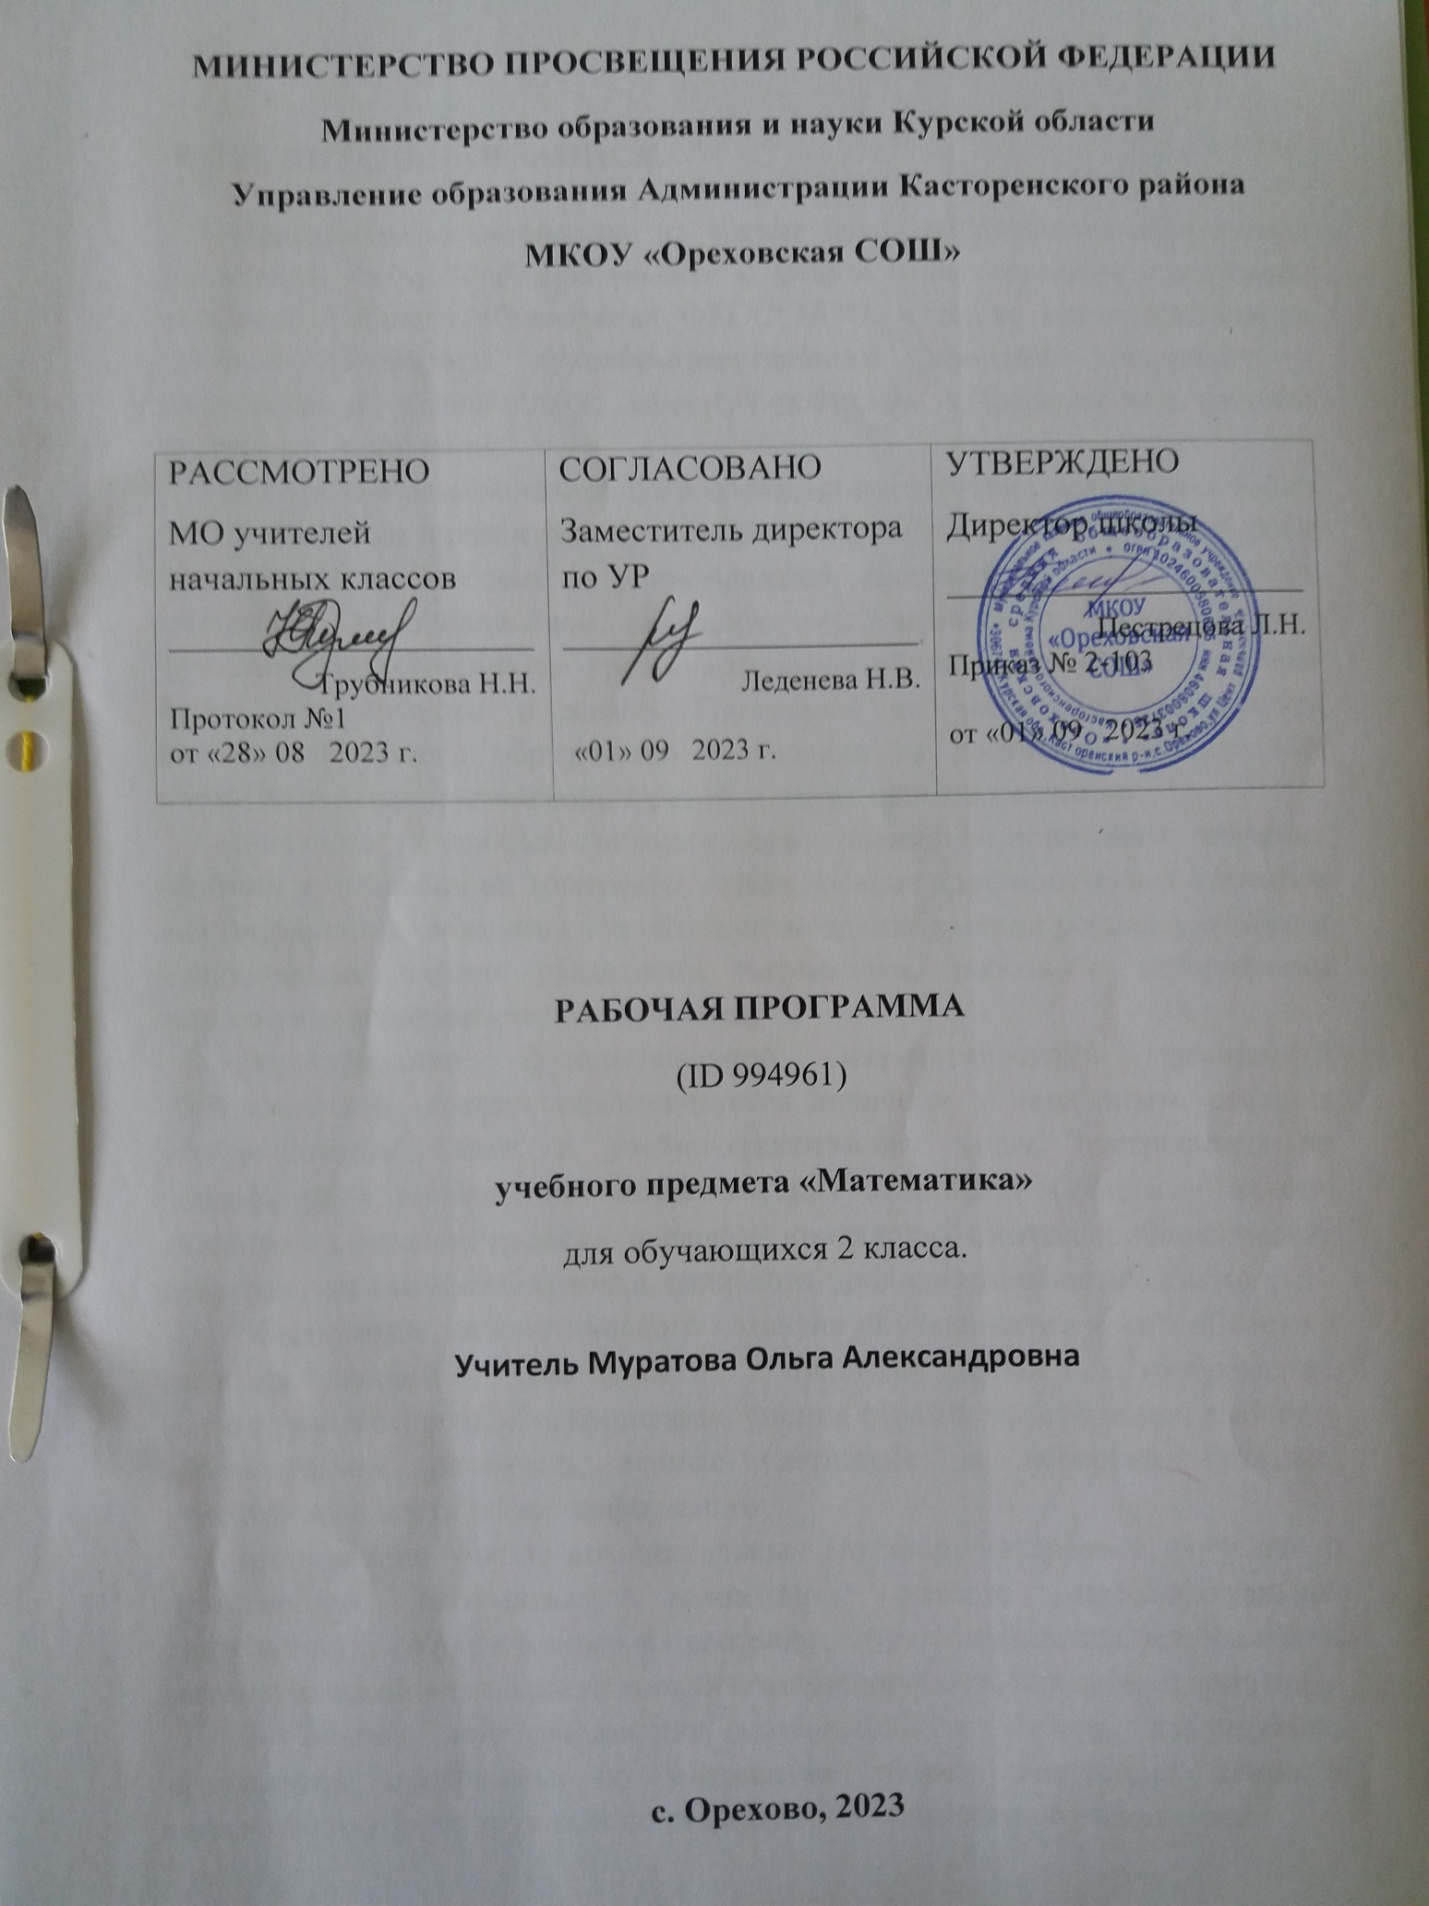 МИНИСТЕРСТВО ПРОСВЕЩЕНИЯ РОССИЙСКОЙ ФЕДЕРАЦИИ
Министерство образования и науки Курской области
Управление образования Администрации Касторенского района
МКОУ «Ореховская СОШ»
РАССМОТРЕНО
МО учителей
начальных классов
Трубникова Н.Н.
Протокол №1
от «28» 08 2023 г.
СОГЛАСОВАНО
Заместитель директора
по УР
Леденева Н.В.
«01» 09 2023 г.
УТВЕРЖДЕНО
Директор школы
Пестрецова Л.Н.
Приказ № 2-103
от «01» 09 2023 г.
МКОУ
«Ореховская
СОШ»
РАБОЧАЯ ПРОГРАММА
(ID 994961)
учебного предмета «Математика»
для обучающихся 2 класса.
Учитель Муратова Ольга Александровна
с. Орехово, 2023